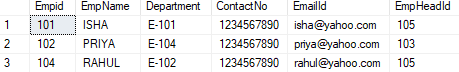 Empid EmpName Department ContactNo EmailId EmpHeadId
1 101 ISHA E-101 1234567890 isha@yahoo.com 105
2 102 PRIYA E-104 1234567890 priya@yahoo.com 103
3 104 RAHUL E-102 1234567890 rahul@yahoo.com 105